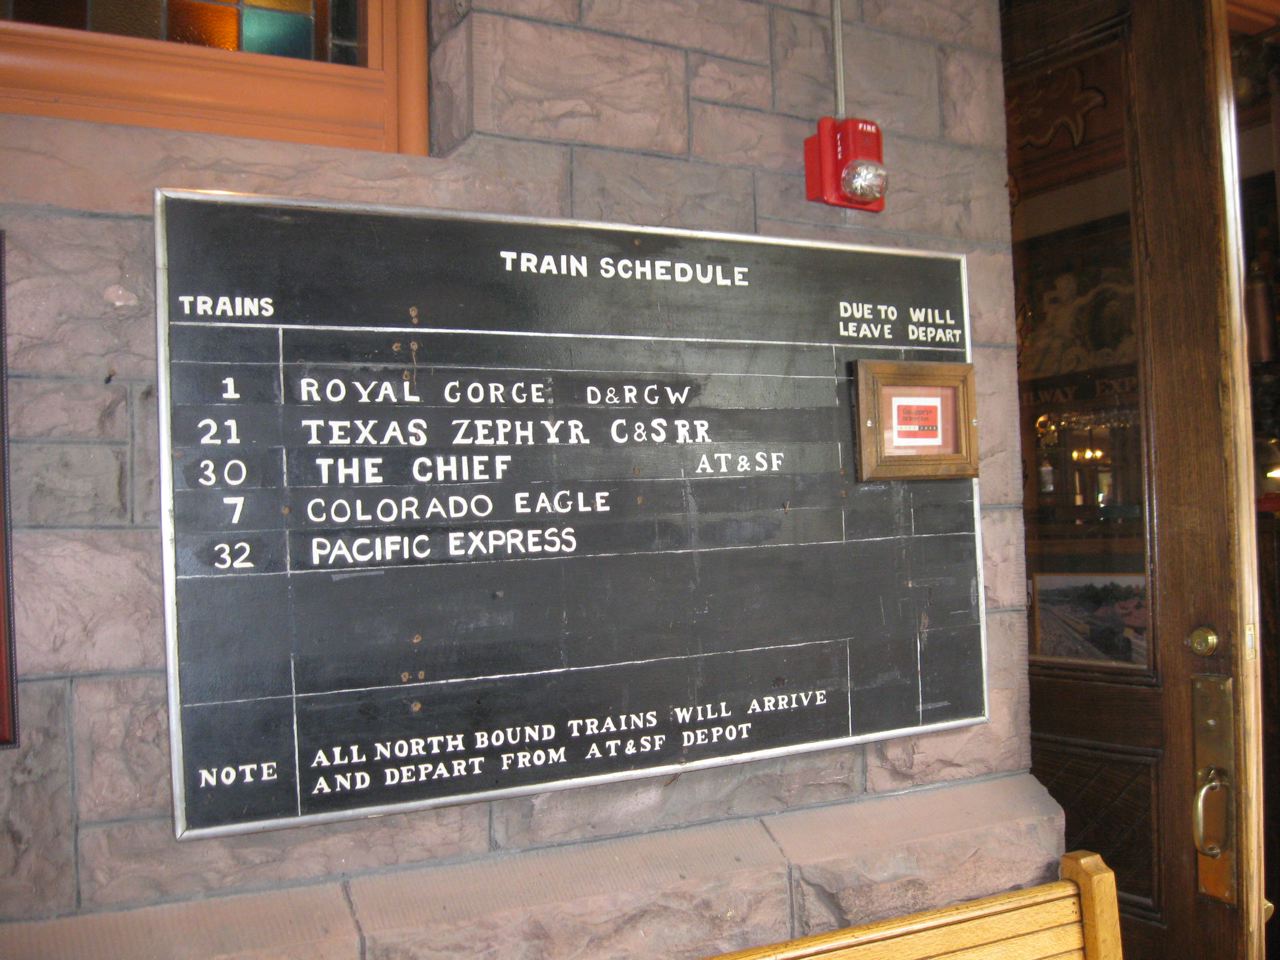 FIRE
FIRE
TRAIN SCHEDULE
TRAINS
DUE TO LEAVE
WILL DEPART
1 ROYAL GORGE D&RGW
21 TEXAS ZEPHYR C&S RR
30 THE CHIEF AT&SF
7 COLORADO EAGLE
32 PACIFIC EXPRESS
NOTE
ALL NORTH BOUND TRAINS WILL ARRIVE
AND DEPART FROM AT&SF DEPOT